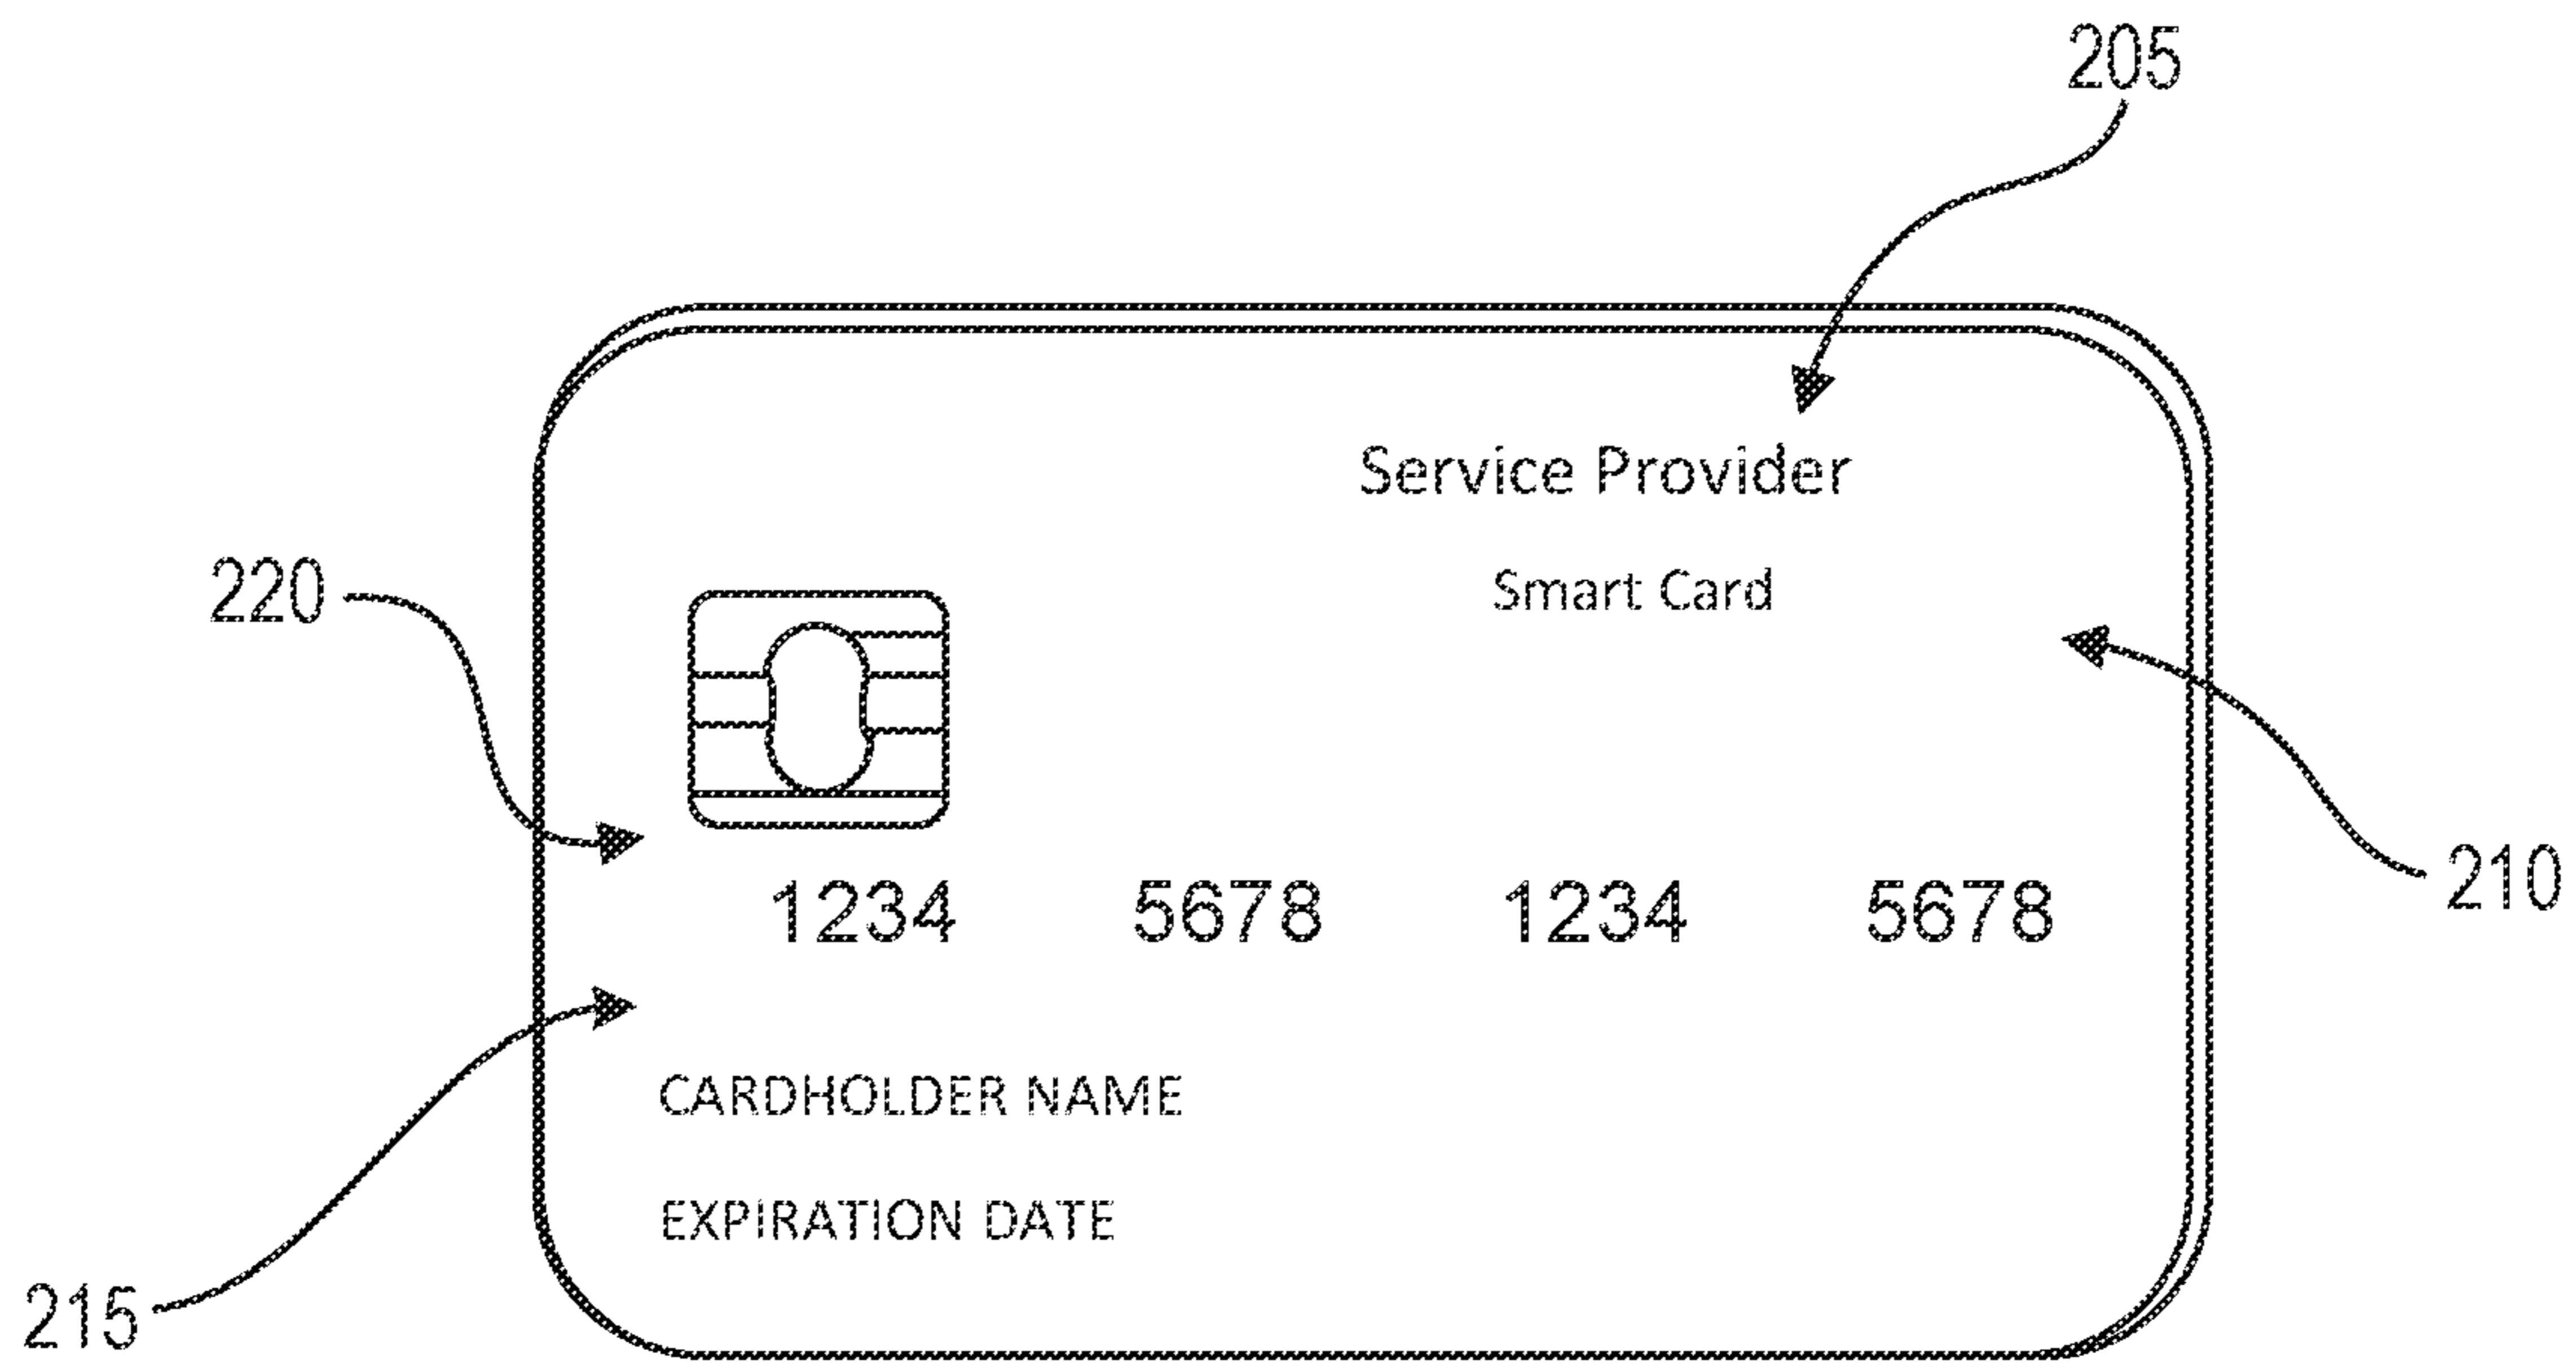 205
Service Provider
Smart Card
220
210
1234 5678 1234 5678
CARDHOLDER NAME
EXPIRATION DATE
215